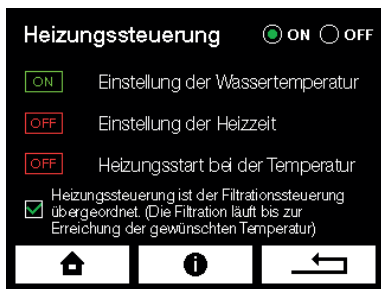 Heizungssteuerung ON OFF
ON Einstellung der Wassertemperatur
OFF Einstellung der Heizzeit
OFF Heizungsstart bei der Temperatur
Heizungssteuerung ist der Filtrationssteuerung
übergeordnet. (Die Filtration läuft bis zur
Erreichung der gewünschten Temperatur)